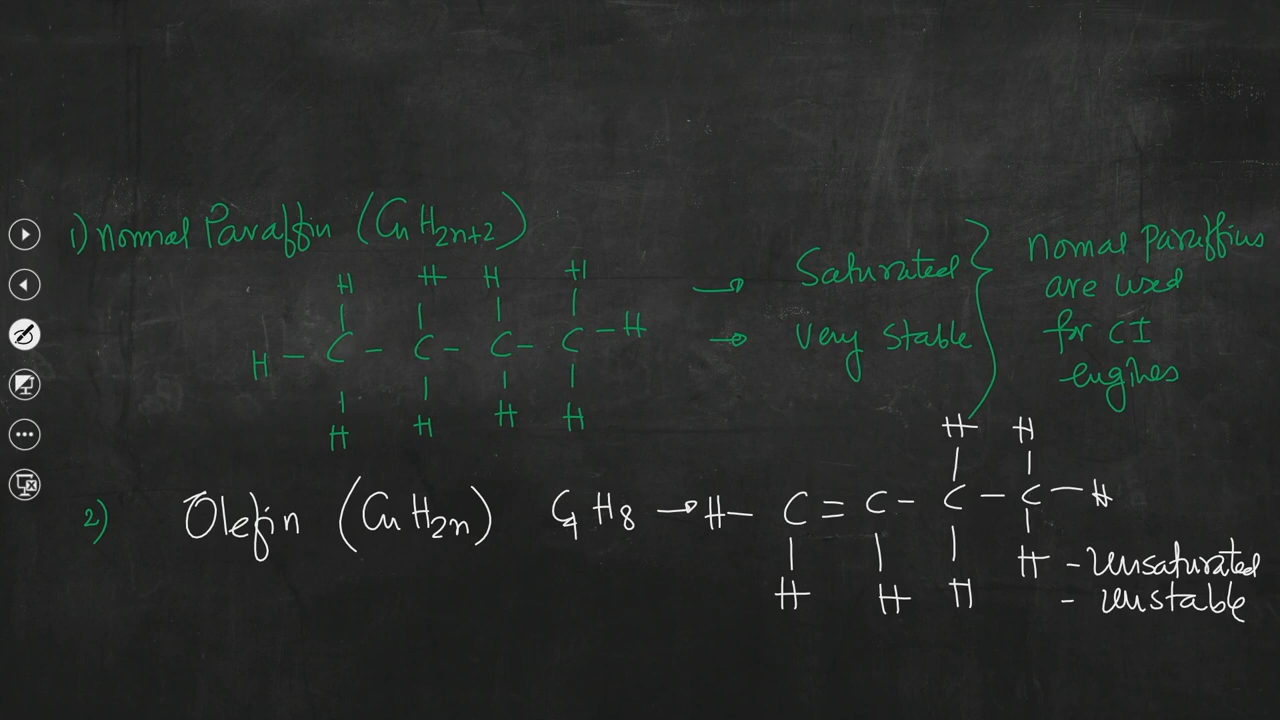 1) Normal Paraffin (CnH2n+2)
H H H H
H - C - C - C - C - H
H H H H
→ Saturated
→ Very Stable
Nomal Paraffins
are used
for CI
engines
2) Olefin (CnH2n) C4H8 → H - C = C - C - C - H
H H
H H H H
- Unsaturated
- Unstable